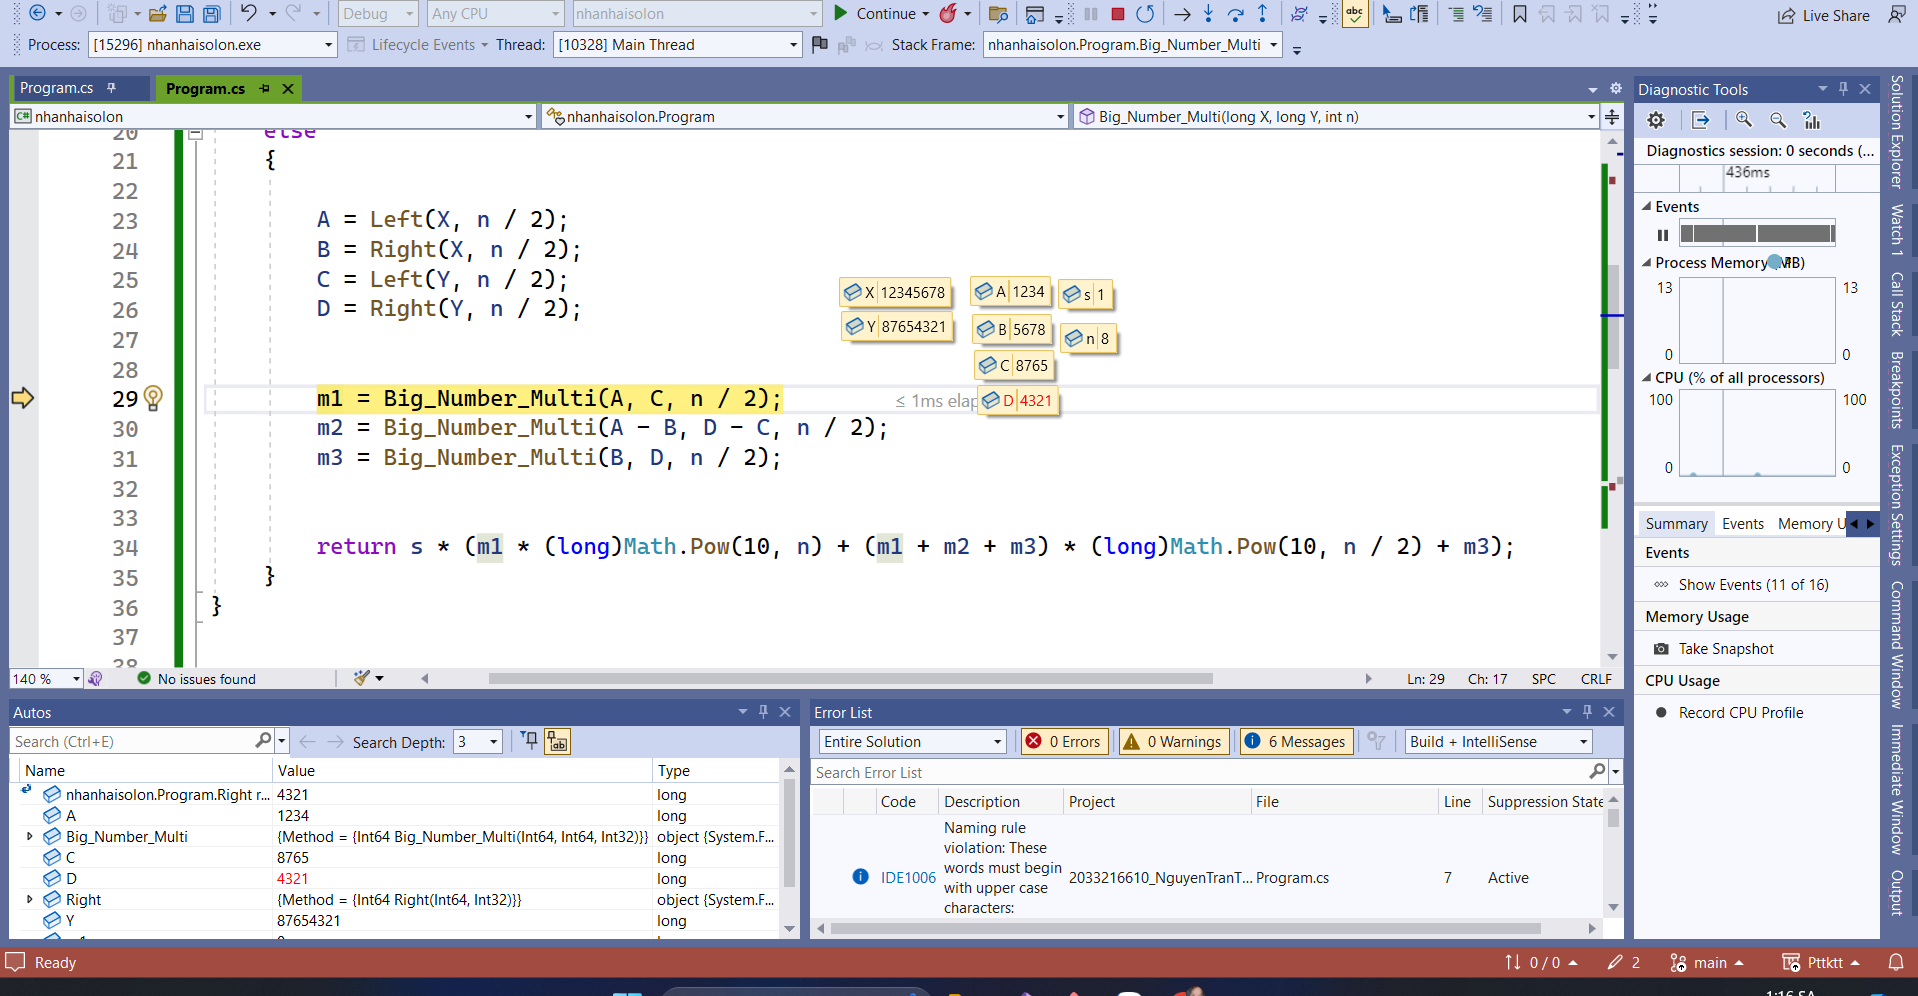 Debug
Any CPU
nhanhaisolon
Continue
Live Share
Process: [15296] nhanhaisolon.exe
Lifecycle Events
Thread: [10328] Main Thread
Stack Frame: nhanhaisolon.Program.Big_Number_Multi
Program.cs
Program.cs
nhanhaisolon
nhanhaisolon.Program
Big_Number_Multi(long X, long Y, int n)
20 else
21 {
22
23 A = Left(X, n / 2);
24 B = Right(X, n / 2);
25 C = Left(Y, n / 2);
26 D = Right(Y, n / 2);
27
28
29 m1 = Big_Number_Multi(A, C, n / 2); ≤ 1ms elap
30 m2 = Big_Number_Multi(A - B, D - C, n / 2);
31 m3 = Big_Number_Multi(B, D, n / 2);
32
33
34 return s * (m1 * (long)Math.Pow(10, n) + (m1 + m2 + m3) * (long)Math.Pow(10, n / 2) + m3);
35 }
36 }
37
38
X 12345678
A 1234
s 1
Y 87654321
B 5678
n 8
C 8765
D 4321
140 %
No issues found
Ln: 29 Ch: 17 SPC CRLF
Diagnostic Tools
Diagnostics session: 0 seconds (...
436ms
Events
Process Memory (MB)
13 13
0 0
CPU (% of all processors)
100 100
0 0
Summary Events Memory U
Events
Show Events (11 of 16)
Memory Usage
Take Snapshot
CPU Usage
Record CPU Profile
Solution Explorer
Watch 1
Call Stack
Breakpoints
Exception Settings
Command Window
Immediate Window
Output
Autos
Search (Ctrl+E)
Search Depth: 3
Name Value Type
nhanhaisolon.Program.Right r... 4321 long
A 1234 long
Big_Number_Multi {Method = {Int64 Big_Number_Multi(Int64, Int64, Int32)}} object {System.F...
C 8765 long
D 4321 long
Right {Method = {Int64 Right(Int64, Int32)}} object {System.F...
Y 87654321 long
Error List
Entire Solution
0 Errors
0 Warnings
6 Messages
Build + IntelliSense
Search Error List
Code Description Project File Line Suppression State
IDE1006 Naming rule violation: These words must begin with upper case characters: 2033216610_NguyenTranT... Program.cs 7 Active
Ready
0 / 0
2
main
Pttktt